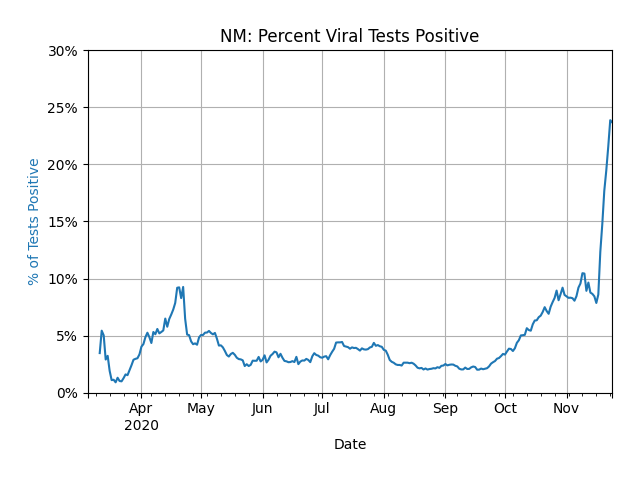 NM: Percent Viral Tests Positive
30%
25%
20%
15%
10%
5%
0%
% of Tests Positive
Apr May Jun Jul Aug Sep Oct Nov
2020
Date